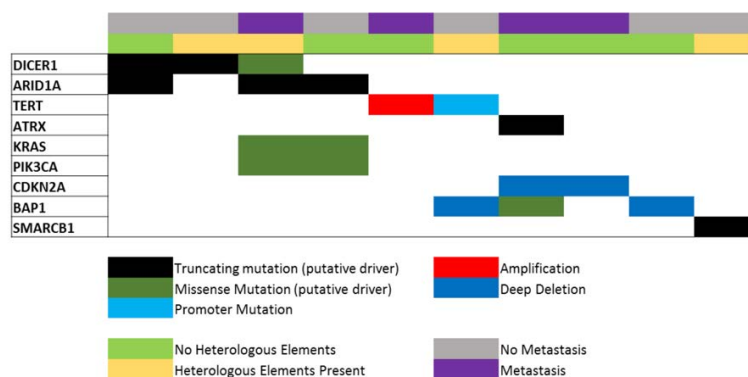 DICER1
ARID1A
TERT
ATRX
KRAS
PIK3CA
CDKN2A
BAP1
SMARCB1
Truncating mutation (putative driver) Amplification
Missense Mutation (putative driver) Deep Deletion
Promoter Mutation
No Heterologous Elements No Metastasis
Heterologous Elements Present Metastasis